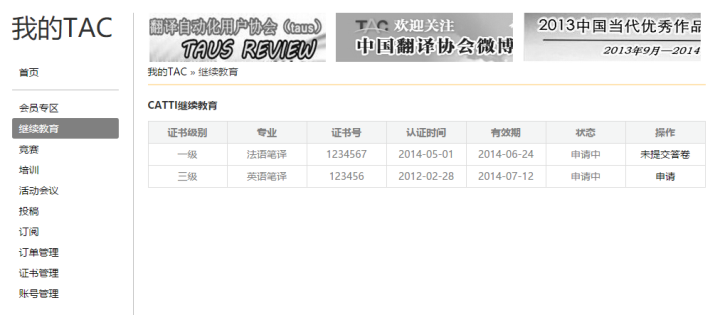 我的TAC
翻译自动化用户协会（taus）
TAUS REVIEW
TAC 欢迎关注
中国翻译协会微博
2013中国当代优秀作品
2013年9月—2014
首页
我的TAC » 继续教育
会员专区
继续教育
竞赛
培训
活动会议
投稿
订阅
订单管理
证书管理
账号管理
CATTI继续教育
证书级别 专业 证书号 认证时间 有效期 状态 操作
一级 法语笔译 1234567 2014-05-01 2014-06-24 申请中 未提交答卷
三级 英语笔译 123456 2012-02-28 2014-07-12 申请中 申请